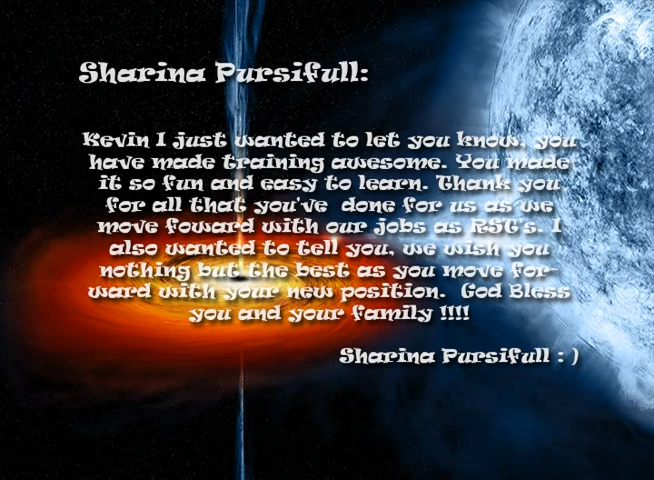 Sharina Pursifull:
Kevin I just wanted to let you know, you
have made training awesome. You made
it so fun and easy to learn. Thank you
for all that you've done for us as we
move foward with our jobs as RST's. I
also wanted to tell you, we wish you
nothing but the best as you move for-
ward with your new position. God Bless
you and your family !!!!
Sharina Pursifull : )